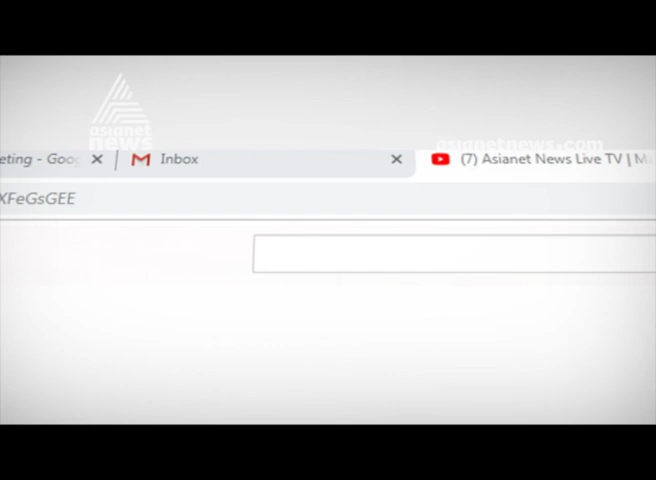 asianet
news
asianetnews.com
eting - Goog
Inbox
(7) Asianet News Live TV | M
XFeGsGEE